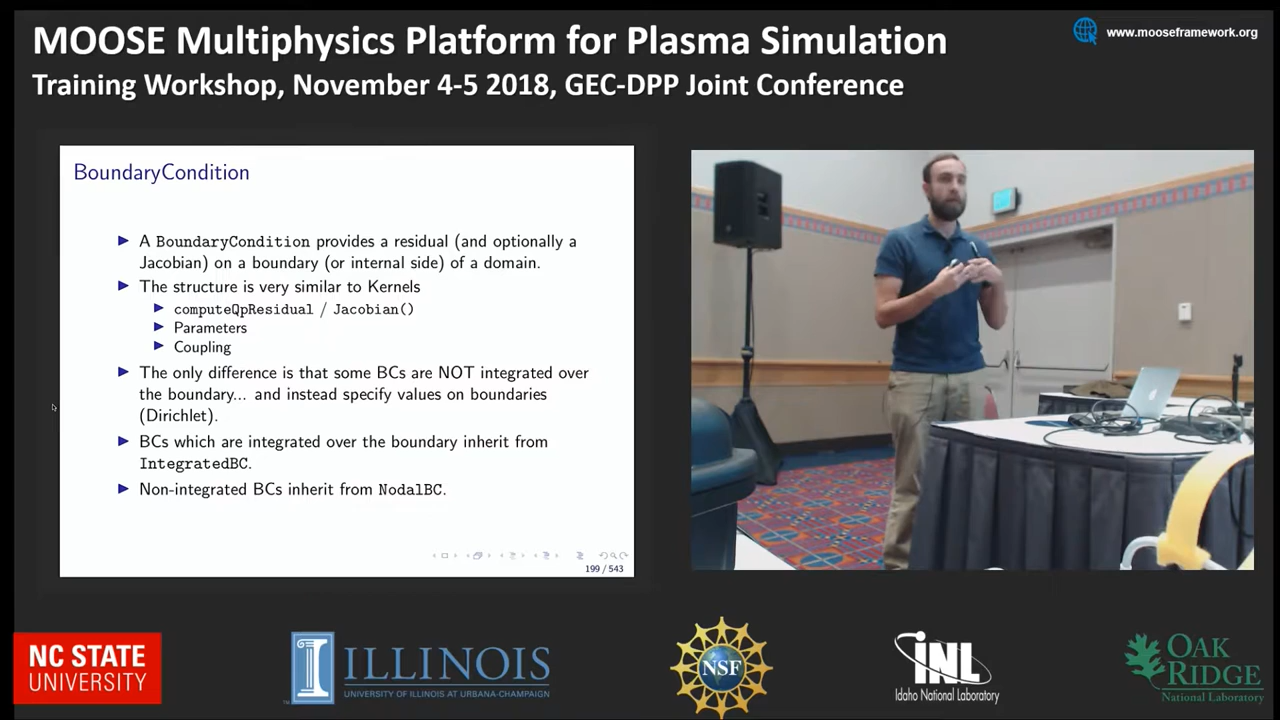 MOOSE Multiphysics Platform for Plasma Simulation
www.mooseframework.org
Training Workshop, November 4-5 2018, GEC-DPP Joint Conference
BoundaryCondition
A BoundaryCondition provides a residual (and optionally a
Jacobian) on a boundary (or internal side) of a domain.
The structure is very similar to Kernels
computeQpResidual / Jacobian()
Parameters
Coupling
The only difference is that some BCs are NOT integrated over
the boundary... and instead specify values on boundaries
(Dirichlet).
BCs which are integrated over the boundary inherit from
IntegratedBC.
Non-integrated BCs inherit from NodalBC.
199 / 543
NC STATE
UNIVERSITY
ILLINOIS
UNIVERSITY OF ILLINOIS AT URBANA-CHAMPAIGN
NSF
INL
Idaho National Laboratory
OAK
RIDGE
National Laboratory